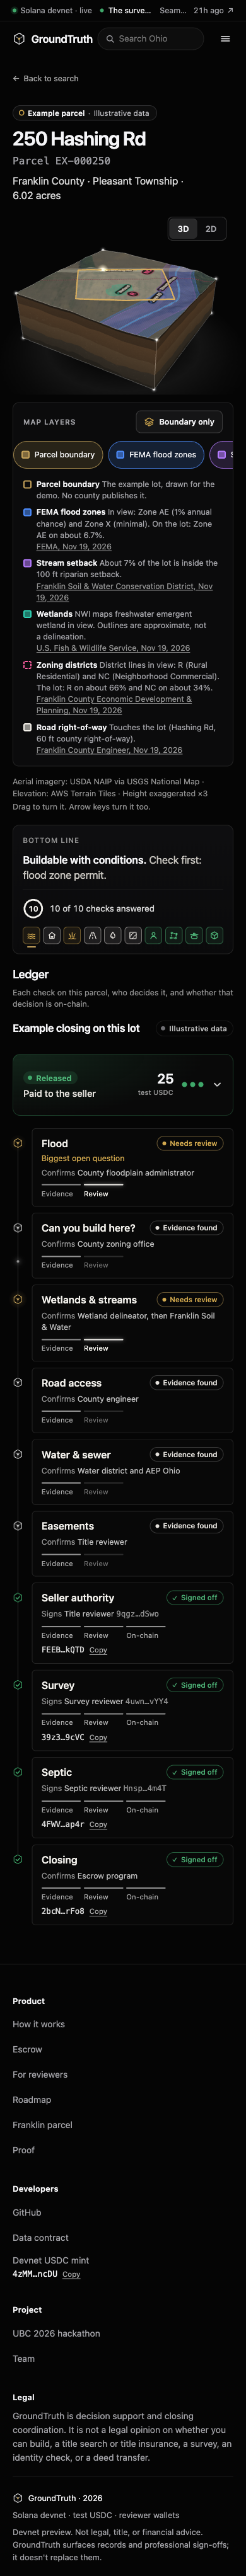 Solana devnet · live
The surve...
Seam...
21h ago ↗
GroundTruth
Search Ohio
← Back to search
Example parcel · Illustrative data
250 Hashing Rd
Parcel EX-000250
Franklin County · Pleasant Township ·
6.02 acres
3D
2D
MAP LAYERS
Boundary only
Parcel boundary
FEMA flood zones
S
Parcel boundary The example lot, drawn for the
demo. No county publishes it.
FEMA flood zones In view: Zone AE (1% annual
chance) and Zone X (minimal). On the lot: Zone
AE on about 6.7%.
FEMA, Nov 19, 2026
Stream setback About 7% of the lot is inside the
100 ft riparian setback.
Franklin Soil & Water Conservation District, Nov
19, 2026
Wetlands NWI maps freshwater emergent
wetland in view. Outlines are approximate, not
a delineation.
U.S. Fish & Wildlife Service, Nov 19, 2026
Zoning districts District lines in view: R (Rural
Residential) and NC (Neighborhood Commercial).
The lot: R on about 66% and NC on about 34%.
Franklin County Economic Development &
Planning, Nov 19, 2026
Road right-of-way Touches the lot (Hashing Rd,
60 ft county right-of-way).
Franklin County Engineer, Nov 19, 2026
Aerial imagery: USDA NAIP via USGS National Map ·
Elevation: AWS Terrain Tiles · Height exaggerated ×3
Drag to turn it. Arrow keys turn it too.
BOTTOM LINE
Buildable with conditions. Check first:
flood permit.
10
10 of 10 checks answered
Ledger
Each check on this parcel, who decides it, and whether that
decision is on-chain.
Example closing on this lot
Illustrative data
Released
Paid to the seller
25
test USDC
Flood
Needs review
Biggest open question
Confirms County floodplain administrator
Evidence
Review
Can you build here?
Evidence found
Confirms County zoning office
Evidence
Review
Wetlands & streams
Needs review
Confirms Wetland delineator, then Franklin Soil
& Water
Evidence
Review
Road access
Evidence found
Confirms County engineer
Evidence
Review
Water & sewer
Evidence found
Confirms Water district and AEP Ohio
Evidence
Review
Easements
Evidence found
Confirms Title reviewer
Evidence
Review
Seller authority
✓ Signed off
Signs Title reviewer 9qgz…dSwo
Evidence
Review
On-chain
FEEB…kQTD Copy
Survey
✓ Signed off
Signs Survey reviewer 4uwn…vYY4
Evidence
Review
On-chain
39z3…9cVC Copy
Septic
✓ Signed off
Signs Septic reviewer Hnsp…4m4T
Evidence
Review
On-chain
4FWV…ap4r Copy
Closing
✓ Signed off
Confirms Escrow program
Evidence
Review
On-chain
2bcN…rFo8 Copy
Product
How it works
Escrow
For reviewers
Roadmap
Franklin parcel
Proof
Developers
GitHub
Data contract
Devnet USDC mint
4zMM…ncDU Copy
Project
UBC 2026 hackathon
Team
Legal
GroundTruth is decision support and closing
coordination. It is not a legal opinion on whether you
can build, a title search or title insurance, a survey, an
identity check, or a deed transfer.
GroundTruth · 2026
Solana devnet · test USDC · reviewer wallets
Devnet preview. Not legal, title, or financial advice.
GroundTruth surfaces records and professional sign-offs;
it doesn't replace them.